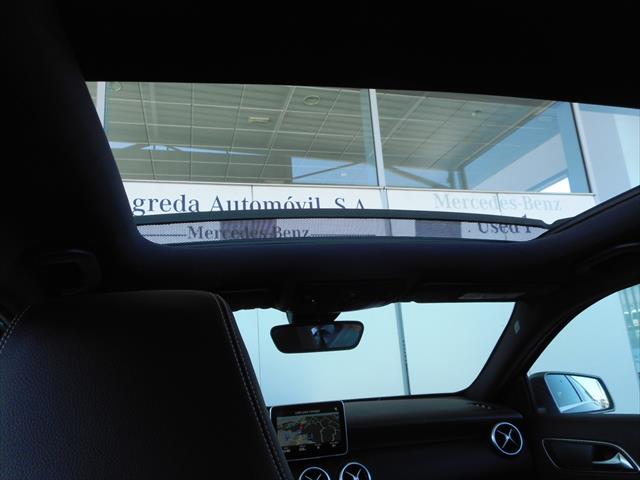 greda Automóvil, S.A.
Mercedes-Benz
Mercedes-Benz
Used